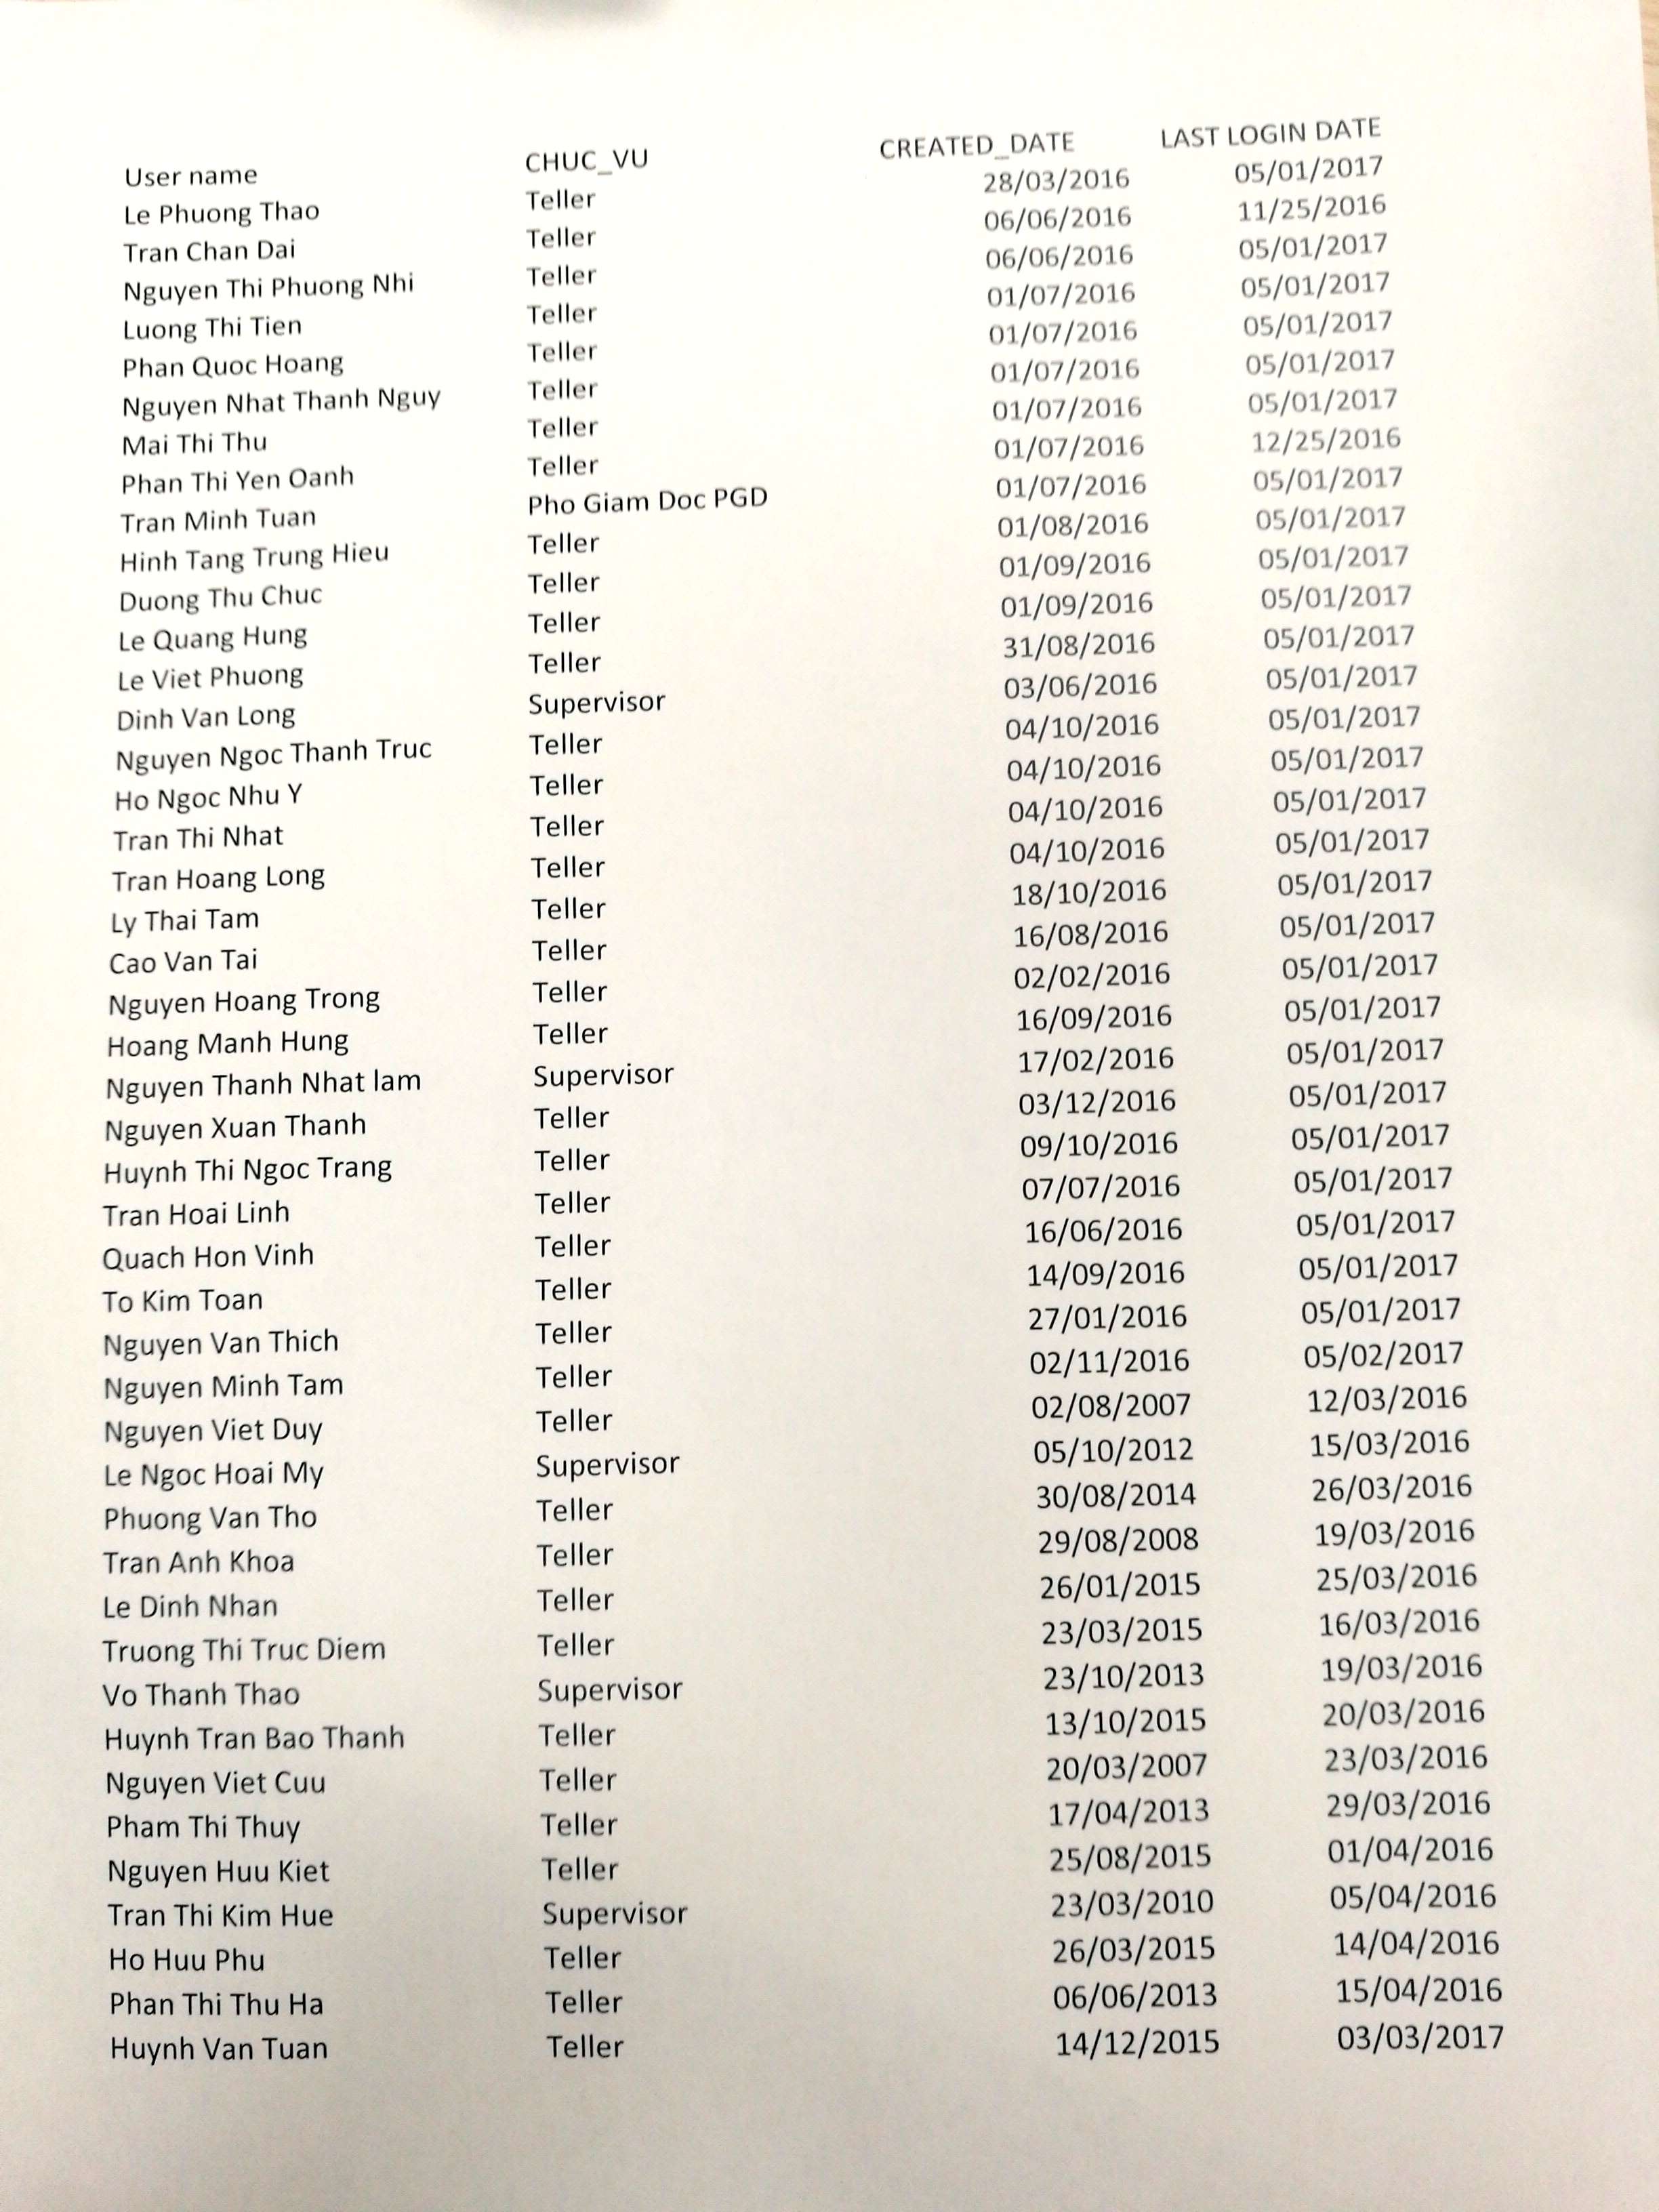 User name CHUC_VU CREATED_DATE LAST LOGIN DATE
Le Phuong Thao Teller 28/03/2016 05/01/2017
Tran Chan Dai Teller 06/06/2016 11/25/2016
Nguyen Thi Phuong Nhi Teller 06/06/2016 05/01/2017
Luong Thi Tien Teller 01/07/2016 05/01/2017
Phan Quoc Hoang Teller 01/07/2016 05/01/2017
Nguyen Nhat Thanh Nguy Teller 01/07/2016 05/01/2017
Mai Thi Thu Teller 01/07/2016 05/01/2017
Phan Thi Yen Oanh Teller 01/07/2016 12/25/2016
Tran Minh Tuan Pho Giam Doc PGD 01/07/2016 05/01/2017
Hinh Tang Trung Hieu Teller 01/08/2016 05/01/2017
Duong Thu Chuc Teller 01/09/2016 05/01/2017
Le Quang Hung Teller 01/09/2016 05/01/2017
Le Viet Phuong Teller 31/08/2016 05/01/2017
Dinh Van Long Supervisor 03/06/2016 05/01/2017
Nguyen Ngoc Thanh Truc Teller 04/10/2016 05/01/2017
Ho Ngoc Nhu Y Teller 04/10/2016 05/01/2017
Tran Thi Nhat Teller 04/10/2016 05/01/2017
Tran Hoang Long Teller 04/10/2016 05/01/2017
Ly Thai Tam Teller 18/10/2016 05/01/2017
Cao Van Tai Teller 16/08/2016 05/01/2017
Nguyen Hoang Trong Teller 02/02/2016 05/01/2017
Hoang Manh Hung Teller 16/09/2016 05/01/2017
Nguyen Thanh Nhat lam Supervisor 17/02/2016 05/01/2017
Nguyen Xuan Thanh Teller 03/12/2016 05/01/2017
Huynh Thi Ngoc Trang Teller 09/10/2016 05/01/2017
Tran Hoai Linh Teller 07/07/2016 05/01/2017
Quach Hon Vinh Teller 16/06/2016 05/01/2017
To Kim Toan Teller 14/09/2016 05/01/2017
Nguyen Van Thich Teller 27/01/2016 05/01/2017
Nguyen Minh Tam Teller 02/11/2016 05/02/2017
Nguyen Viet Duy Teller 02/08/2007 12/03/2016
Le Ngoc Hoai My Supervisor 05/10/2012 15/03/2016
Phuong Van Tho Teller 30/08/2014 26/03/2016
Tran Anh Khoa Teller 29/08/2008 19/03/2016
Le Dinh Nhan Teller 26/01/2015 25/03/2016
Truong Thi Truc Diem Teller 23/03/2015 16/03/2016
Vo Thanh Thao Supervisor 23/10/2013 19/03/2016
Huynh Tran Bao Thanh Teller 13/10/2015 20/03/2016
Nguyen Viet Cuu Teller 20/03/2007 23/03/2016
Pham Thi Thuy Teller 17/04/2013 29/03/2016
Nguyen Huu Kiet Teller 25/08/2015 01/04/2016
Tran Thi Kim Hue Supervisor 23/03/2010 05/04/2016
Ho Huu Phu Teller 26/03/2015 14/04/2016
Phan Thi Thu Ha Teller 06/06/2013 15/04/2016
Huynh Van Tuan Teller 14/12/2015 03/03/2017